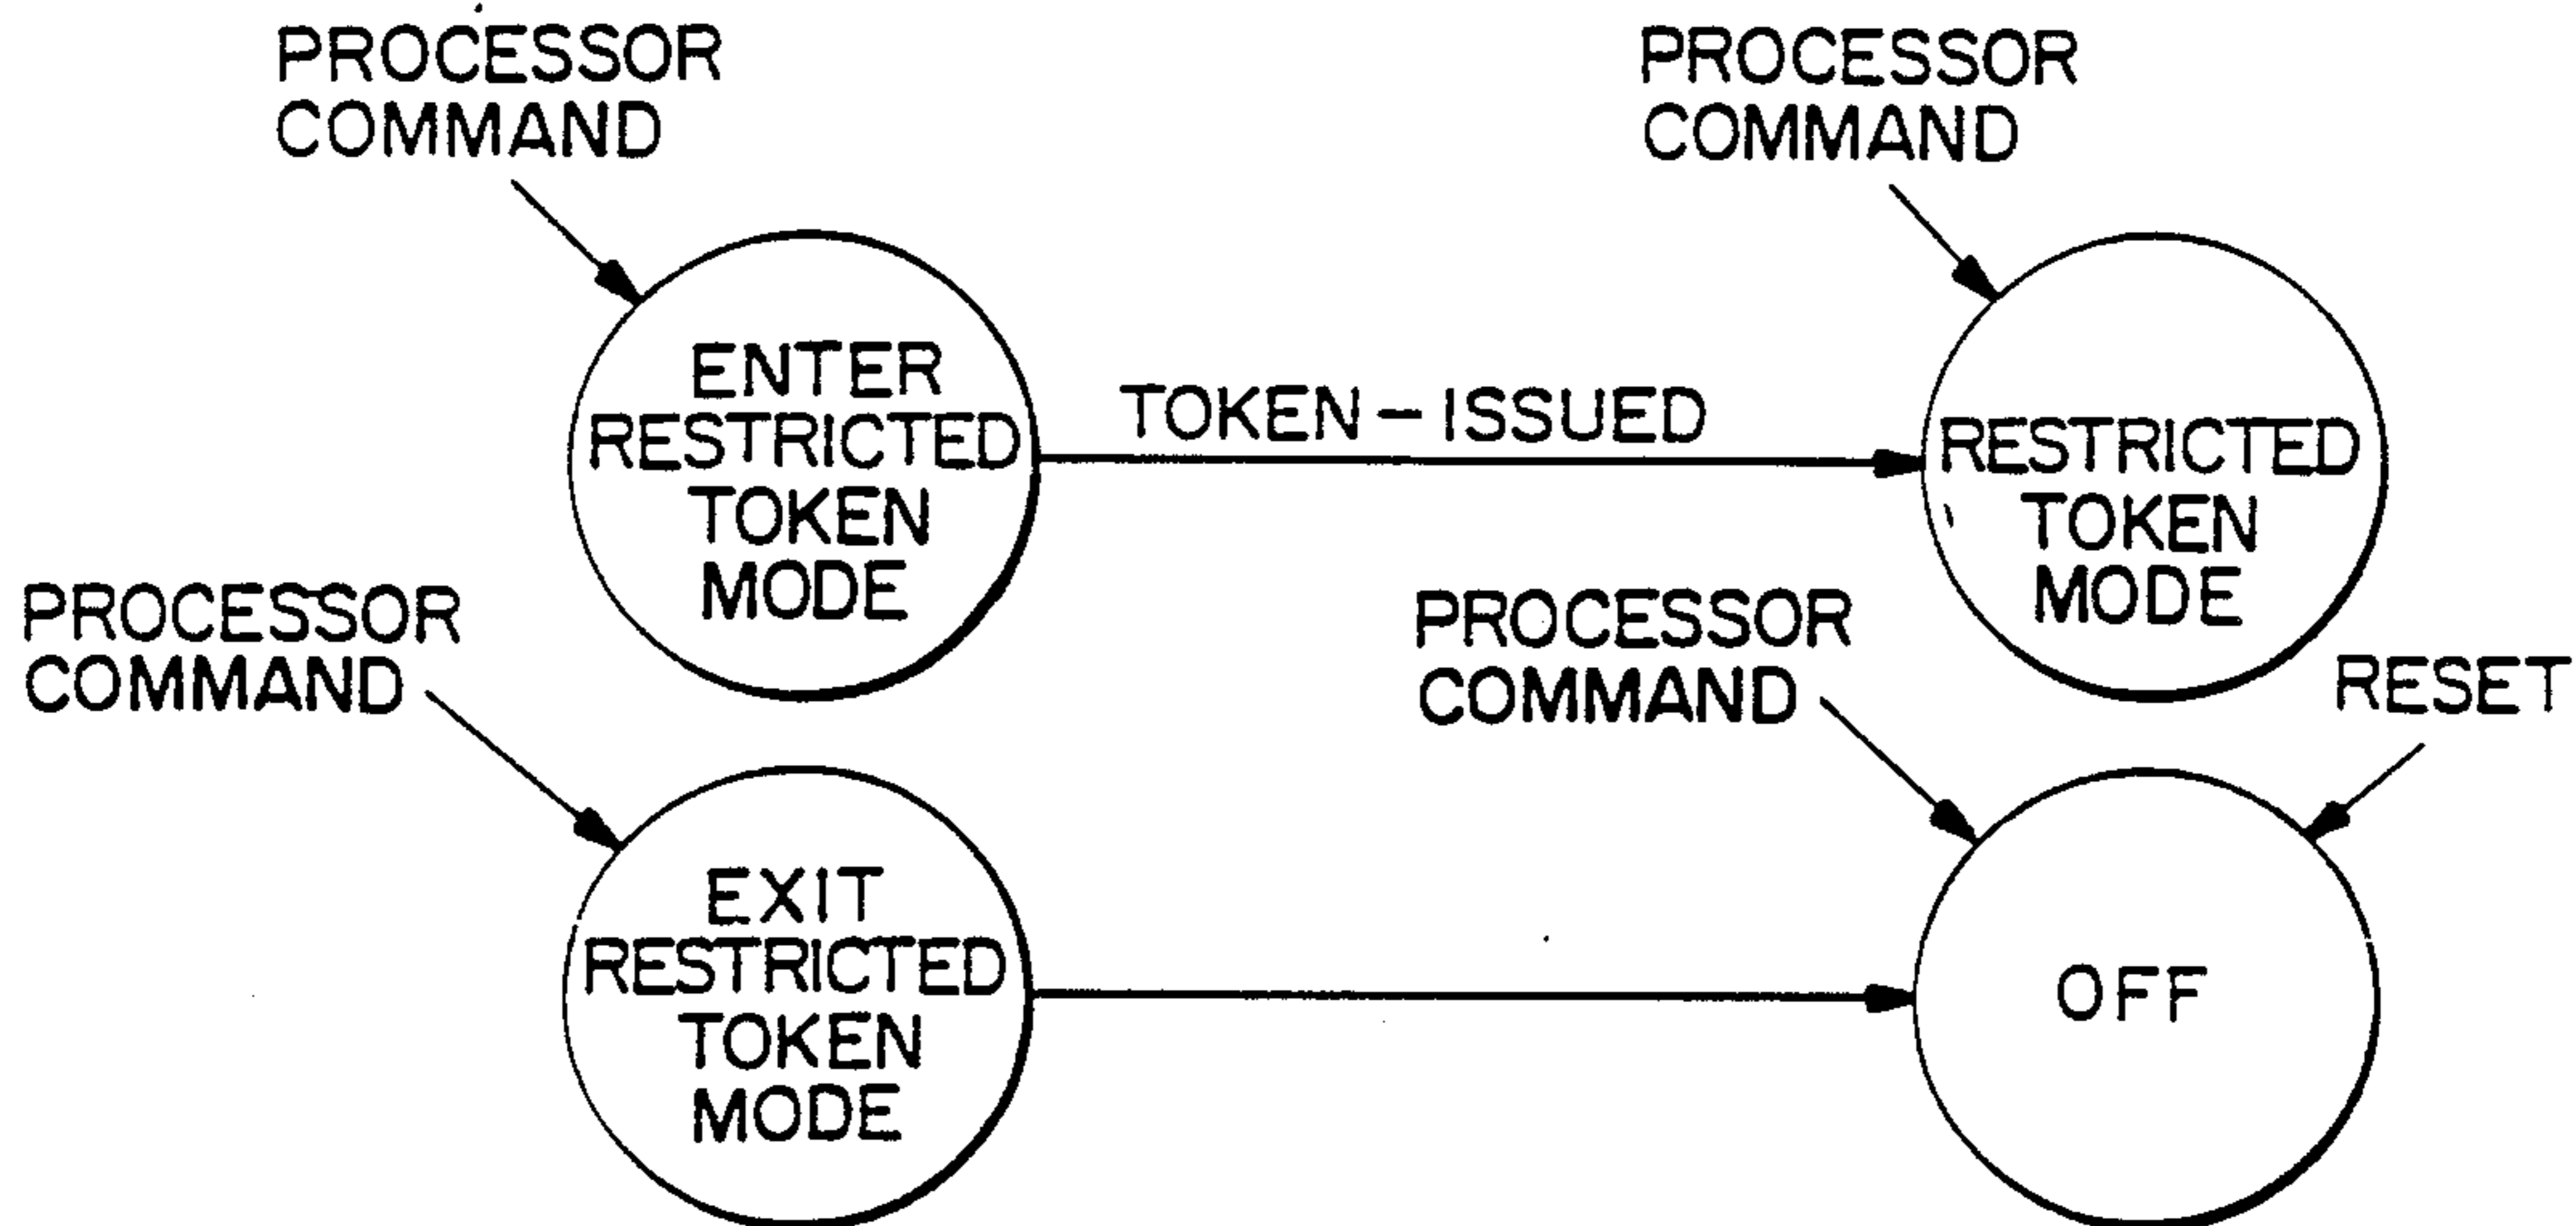 PROCESSOR
COMMAND
PROCESSOR
COMMAND
ENTER
RESTRICTED
TOKEN
MODE
TOKEN-ISSUED
RESTRICTED
TOKEN
MODE
PROCESSOR
COMMAND
PROCESSOR
COMMAND
RESET
EXIT
RESTRICTED
TOKEN
MODE
OFF